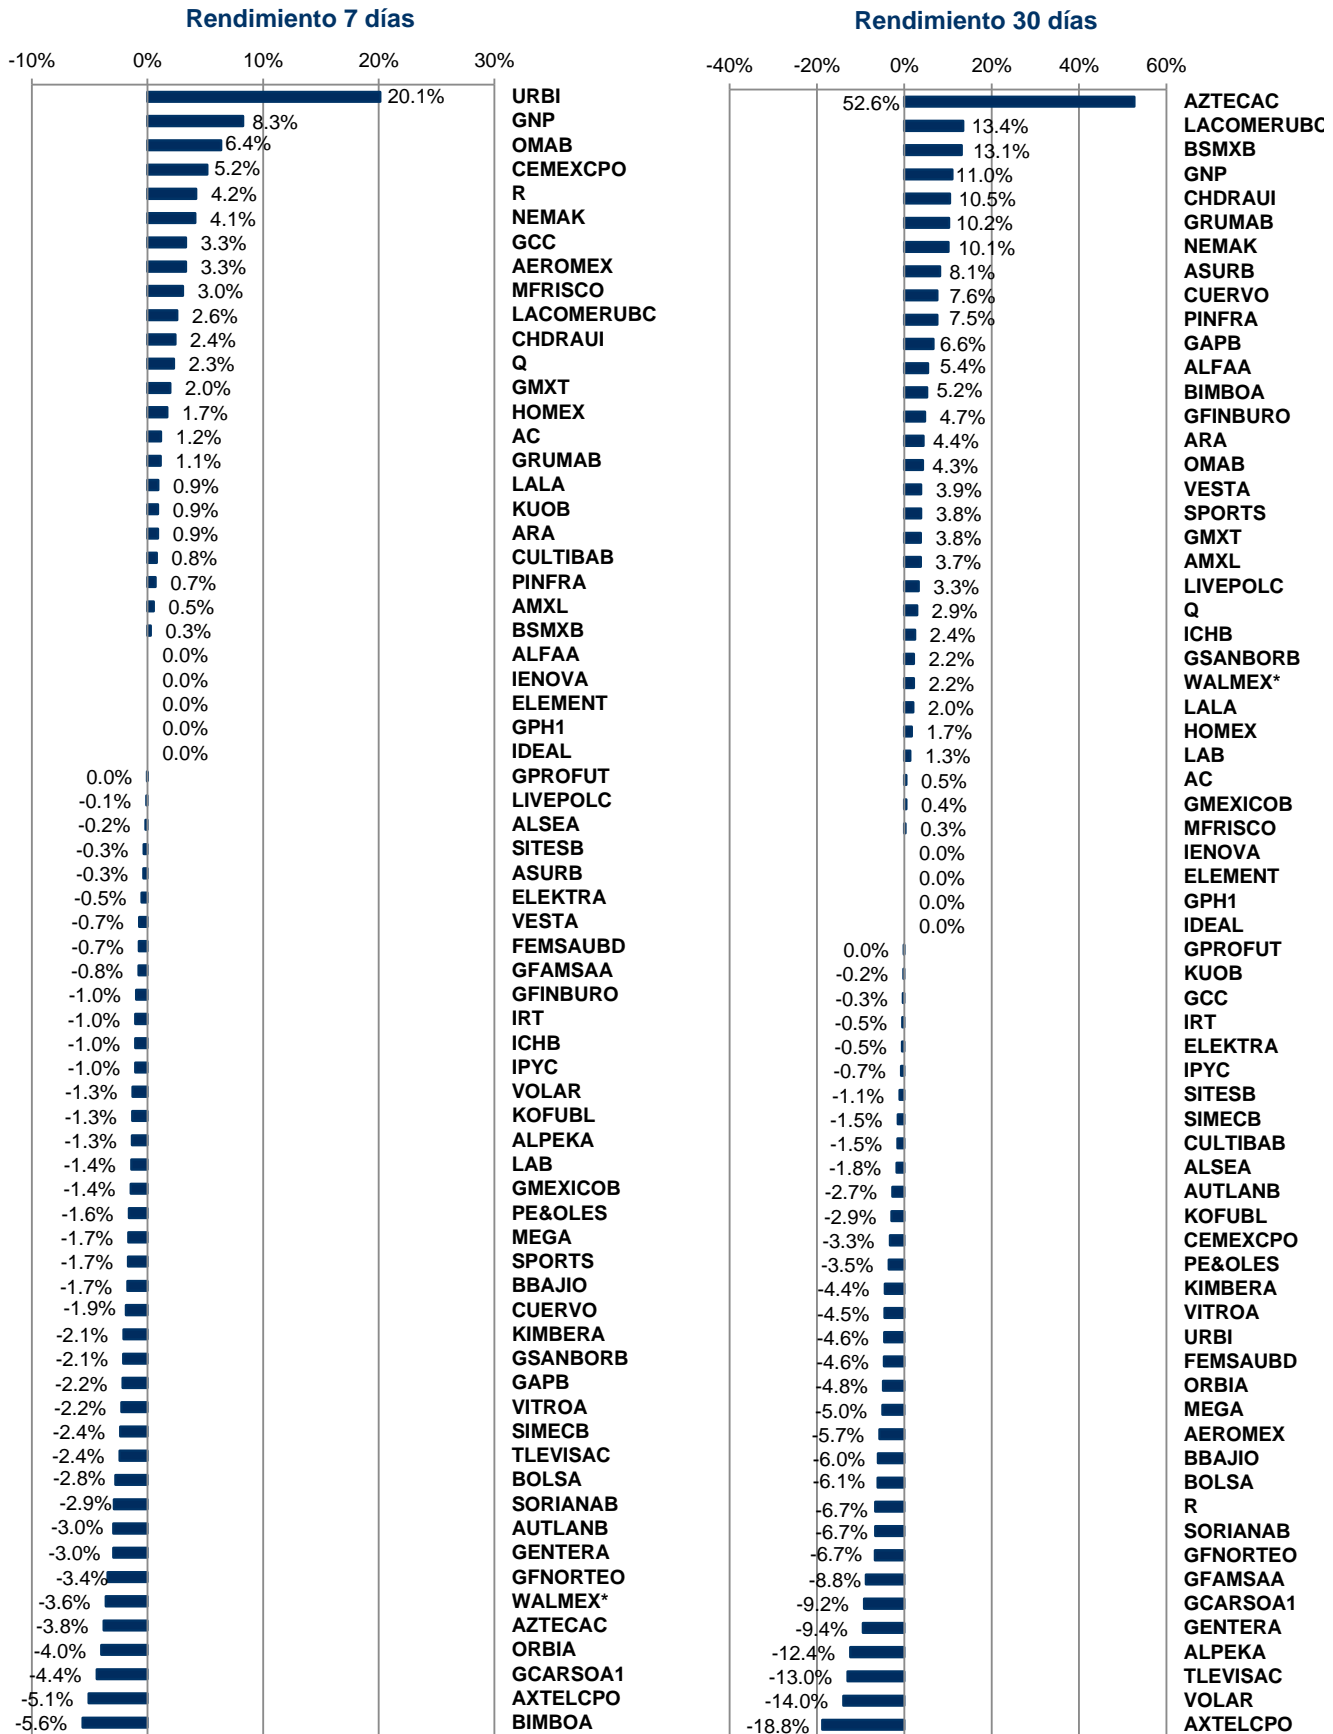 Rendimiento 7 días
-10% 0% 10% 20% 30%
20.1% URBI
8.3% GNP
6.4% OMAB
5.2% CEMEXCPO
4.2% R
4.1% NEMAK
3.3% GCC
3.3% AEROMEX
3.0% MFRISCO
2.6% LACOMERUBC
2.4% CHDRAUI
2.3% Q
2.0% GMXT
1.7% HOMEX
1.2% AC
1.1% GRUMAB
0.9% LALA
0.9% KUOB
0.9% ARA
0.8% CULTIBAB
0.7% PINFRA
0.5% AMXL
0.3% BSMXB
0.0% ALFAA
0.0% IENOVA
0.0% ELEMENT
0.0% GPH1
0.0% IDEAL
0.0% GPROFUT
-0.1% LIVEPOLC
-0.2% ALSEA
-0.3% SITESB
-0.3% ASURB
-0.5% ELEKTRA
-0.7% VESTA
-0.7% FEMSAUBD
-0.8% GFAMSAA
-1.0% GFINBURO
-1.0% IRT
-1.0% ICHB
-1.0% IPYC
-1.3% VOLAR
-1.3% KOFUBL
-1.3% ALPEKA
-1.4% LAB
-1.4% GMEXICOB
-1.6% PE&OLES
-1.7% MEGA
-1.7% SPORTS
-1.7% BBAJIO
-1.9% CUERVO
-2.1% KIMBERA
-2.1% GSANBORB
-2.2% GAPB
-2.2% VITROA
-2.4% SIMECB
-2.4% TLEVISAC
-2.8% BOLSA
-2.9% SORIANAB
-3.0% AUTLANB
-3.0% GENTERA
-3.4% GFNORTEO
-3.6% WALMEX*
-3.8% AZTECAC
-4.0% ORBIA
-4.4% GCARSOA1
-5.1% AXTELCPO
-5.6% BIMBOA
Rendimiento 30 días
-40% -20% 0% 20% 40% 60%
52.6% AZTECAC
13.4% LACOMERUBC
13.1% BSMXB
11.0% GNP
10.5% CHDRAUI
10.2% GRUMAB
10.1% NEMAK
8.1% ASURB
7.6% CUERVO
7.5% PINFRA
6.6% GAPB
5.4% ALFAA
5.2% BIMBOA
4.7% GFINBURO
4.4% ARA
4.3% OMAB
3.9% VESTA
3.8% SPORTS
3.8% GMXT
3.7% AMXL
3.3% LIVEPOLC
2.9% Q
2.4% ICHB
2.2% GSANBORB
2.2% WALMEX*
2.0% LALA
1.7% HOMEX
1.3% LAB
0.5% AC
0.4% GMEXICOB
0.3% MFRISCO
0.0% IENOVA
0.0% ELEMENT
0.0% GPH1
0.0% IDEAL
0.0% GPROFUT
-0.2% KUOB
-0.3% GCC
-0.5% IRT
-0.5% ELEKTRA
-0.7% IPYC
-1.1% SITESB
-1.5% SIMECB
-1.5% CULTIBAB
-1.8% ALSEA
-2.7% AUTLANB
-2.9% KOFUBL
-3.3% CEMEXCPO
-3.5% PE&OLES
-4.4% KIMBERA
-4.5% VITROA
-4.6% URBI
-4.6% FEMSAUBD
-4.8% ORBIA
-5.0% MEGA
-5.7% AEROMEX
-6.0% BBAJIO
-6.1% BOLSA
-6.7% R
-6.7% SORIANAB
-6.7% GFNORTEO
-8.8% GFAMSAA
-9.2% GCARSOA1
-9.4% GENTERA
-12.4% ALPEKA
-13.0% TLEVISAC
-14.0% VOLAR
-18.8% AXTELCPO